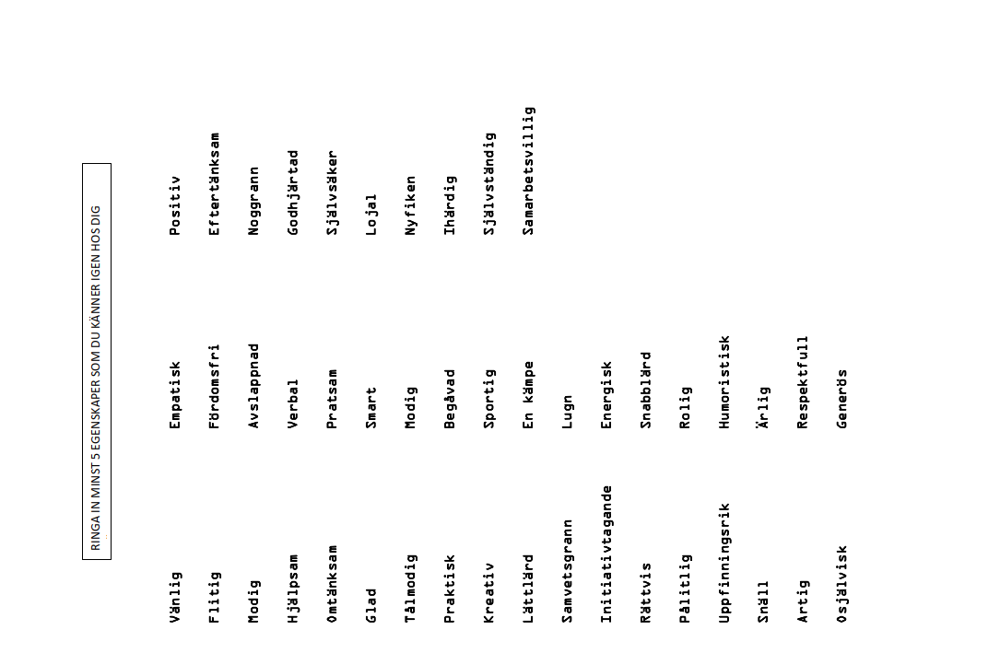 RINGA IN MINST 5 EGENSKAPER SOM DU KÄNNER IGEN HOS DIG
Vänlig Empatisk Positiv
Flitig Fördomsfri Eftertänksam
Modig Avslappnad Noggrann
Hjälpsam Verbal Godhjärtad
Omtänksam Pratsam Självsäker
Glad Smart Lojal
Tålmodig Modig Nyfiken
Praktisk Begåvad Ihärdig
Kreativ Sportig Självständig
Lättlärd En kämpe Samarbetsvillig
Samvetsgrann Lugn
Initiativtagande Energisk
Rättvis Snabblärd
Pålitlig Rolig
Uppfinningsrik Humoristisk
Snäll Ärlig
Artig Respektfull
Osjälvisk Generös